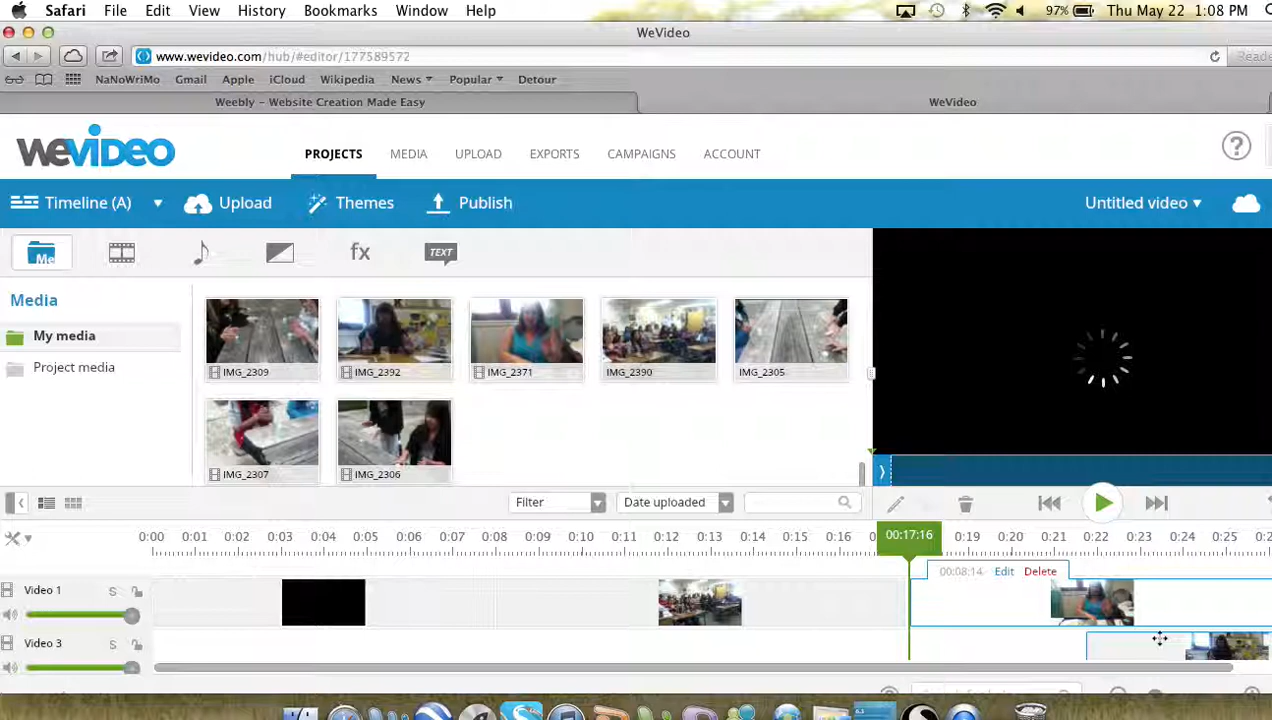 Safari File Edit View History Bookmarks Window Help 97% Thu May 22 1:08 PM
WeVideo
www.wevideo.com/hub/#editor/177589572 Reade
NaNoWriMo Gmail Apple iCloud Wikipedia News Popular Detour
Weebly – Website Creation Made Easy WeVideo
wevideo PROJECTS MEDIA UPLOAD EXPORTS CAMPAIGNS ACCOUNT ?
Timeline (A) Upload Themes Publish Untitled video
Me fx TEXT
Media
My media
Project media
IMG_2309 IMG_2392 IMG_2371 IMG_2390 IMG_2305
IMG_2307 IMG_2306
Filter Date uploaded
0:00 0:01 0:02 0:03 0:04 0:05 0:06 0:07 0:08 0:09 0:10 0:11 0:12 0:13 0:14 0:15 0:16 00:17:16 0:19 0:20 0:21 0:22 0:23 0:24 0:25
00:08:14 Edit Delete
Video 1 S
Video 3 S